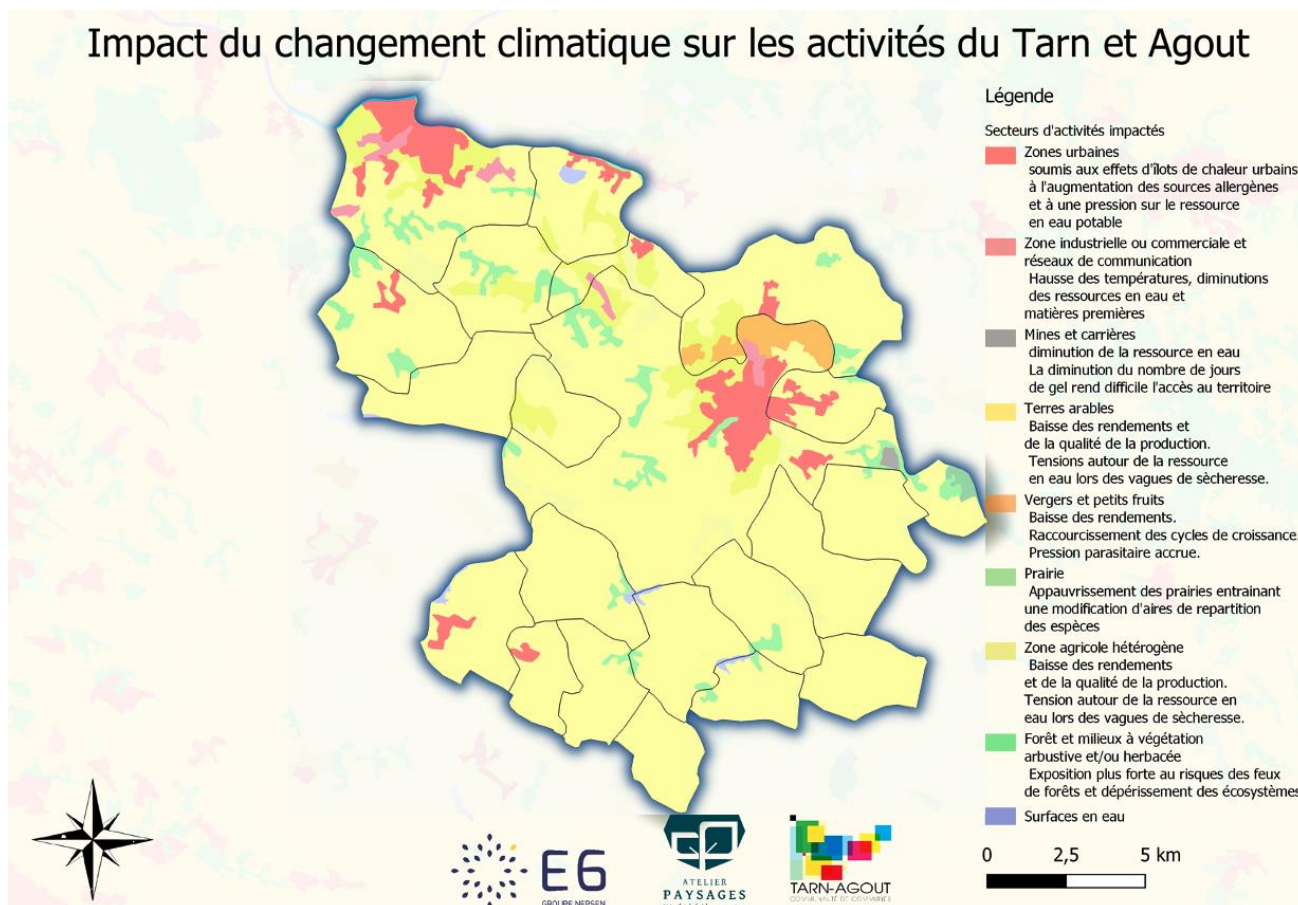 Impact du changement climatique sur les activités du Tarn et Agout
Légende
Secteurs d'activités impactés
Zones urbaines
soumis aux effets d'îlots de chaleur urbains
à l'augmentation des sources allergènes
et à une pression sur le ressource
en eau potable
Zone industrielle ou commerciale et
réseaux de communication
Hausse des températures, diminutions
des ressources en eau et
matières premières
Mines et carrières
diminution de la ressource en eau
La diminution du nombre de jours
de gel rend difficile l'accès au territoire
Terres arables
Baisse des rendements et
de la qualité de la production.
Tensions autour de la ressource
en eau lors des vagues de sècheresse.
Vergers et petits fruits
Baisse des rendements.
Raccourcissement des cycles de croissance.
Pression parasitaire accrue.
Prairie
Appauvrissement des prairies entrainant
une modification d'aires de repartition
des espèces
Zone agricole hétérogène
Baisse des rendements
et de la qualité de la production.
Tension autour de la ressource en
eau lors des vagues de sècheresse.
Forêt et milieux à végétation
arbustive et/ou herbacée
Exposition plus forte au risques des feux
de forêts et dépérissement des écosystèmes
Surfaces en eau
0 2,5 5 km
E6
GROUPE NEPSEN
ATELIER
PAYSAGES
TARN-AGOUT
COMMUNAUTÉ DE COMMUNES